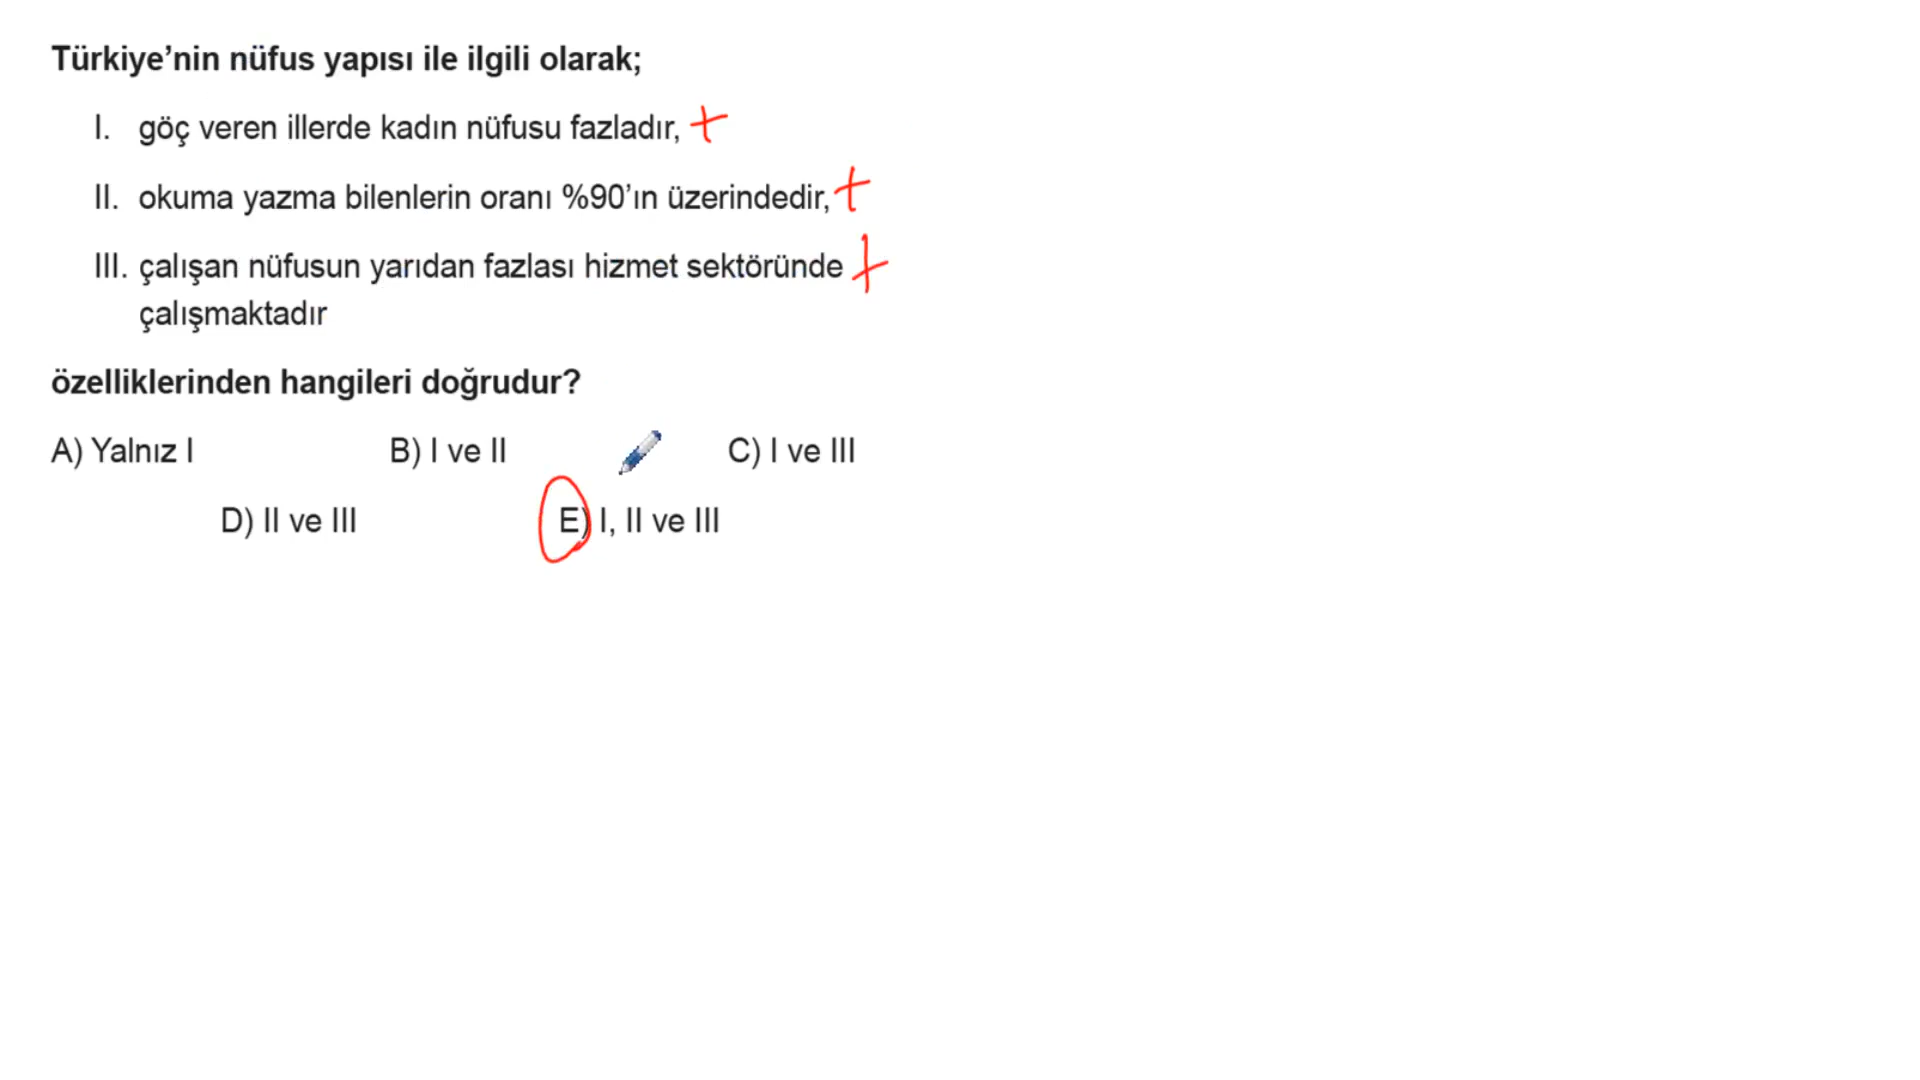 Türkiye’nin nüfus yapısı ile ilgili olarak;
I. göç veren illerde kadın nüfusu fazladır, +
II. okuma yazma bilenlerin oranı %90’ın üzerindedir, +
III. çalışan nüfusun yarıdan fazlası hizmet sektöründe +
çalışmaktadır
özelliklerinden hangileri doğrudur?
A) Yalnız I B) I ve II C) I ve III
D) II ve III E) I, II ve III